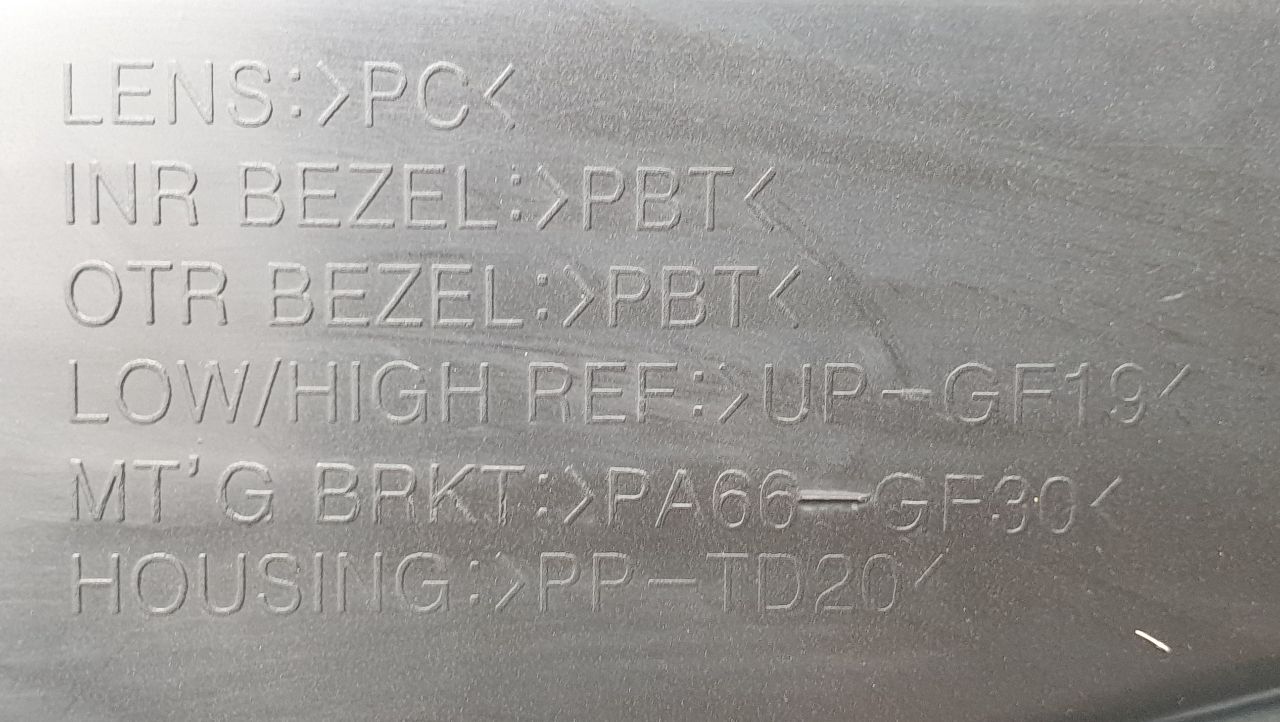 LENS:>PC<
INR BEZEL:>PBT<
OTR BEZEL:>PBT<
LOW/HIGH REF:>UP-GF19<
MT'G BRKT:>PA66-GF30<
HOUSING:>PP-TD20<